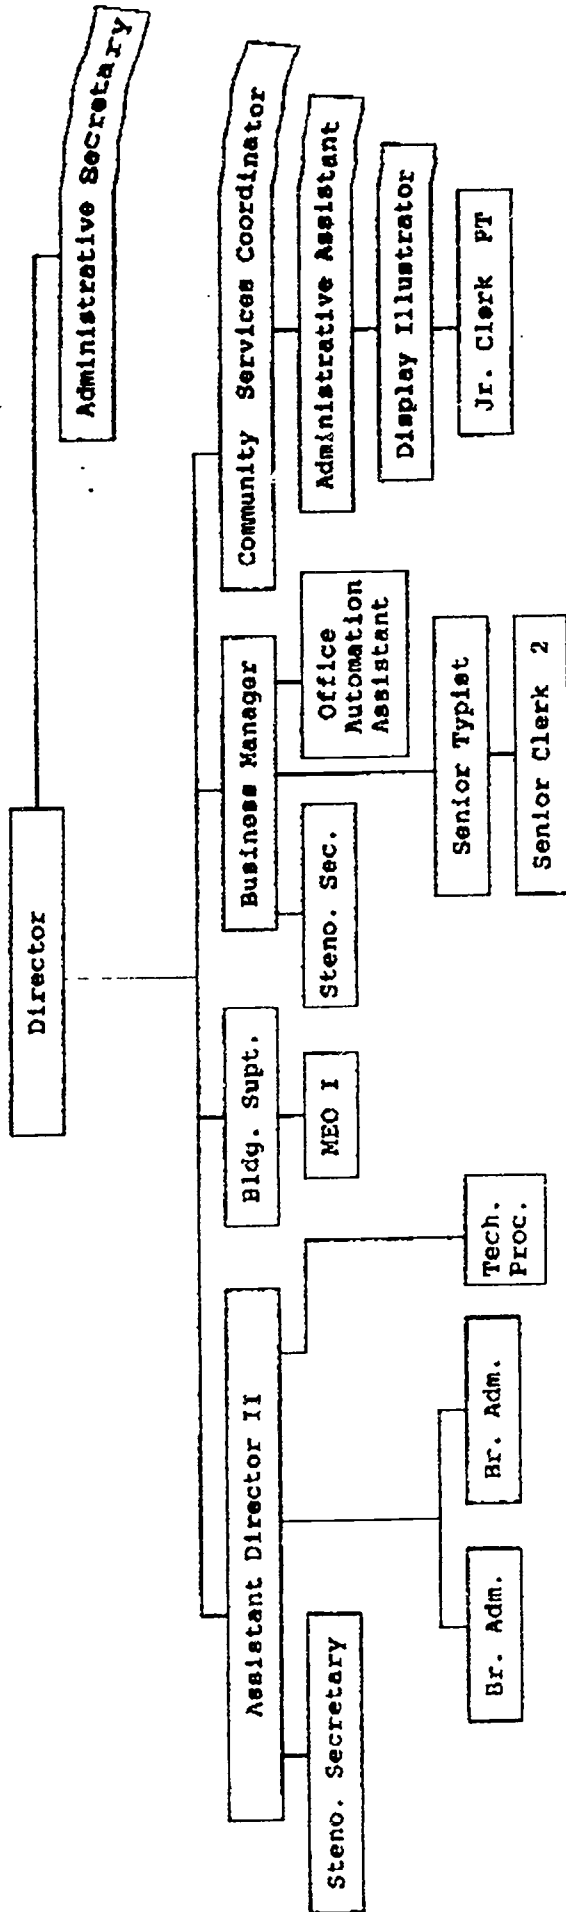 Director
Administrative Secretary
Assistant Director II
Bldg. Supt.
Business Manager
Community Services Coordinator
Steno. Secretary
MEO I
Steno. Sec.
Office
Automation
Assistant
Administrative Assistant
Display Illustrator
Br. Adm.
Br. Adm.
Tech.
Proc.
Senior Typist
Jr. Clerk PT
Senior Clerk 2